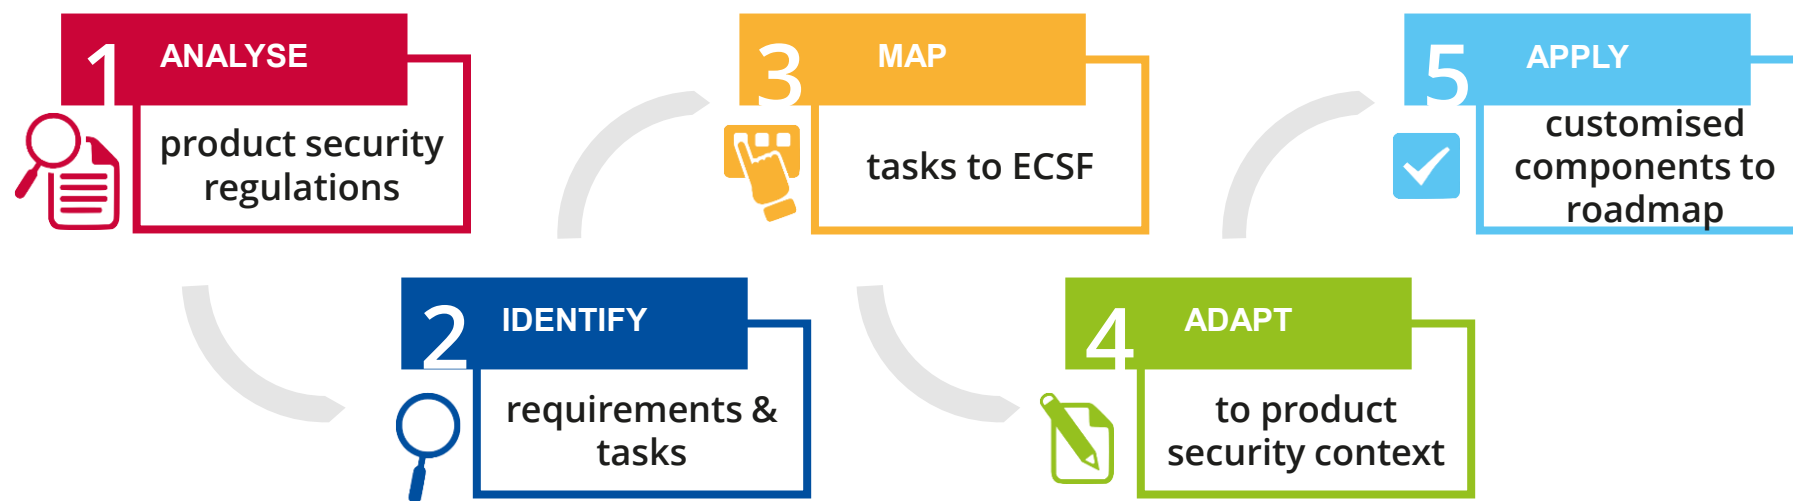 1 ANALYSE
product security
regulations
2 IDENTIFY
requirements &
tasks
3 MAP
tasks to ECSF
4 ADAPT
to product
security context
5 APPLY
customised
components to
roadmap